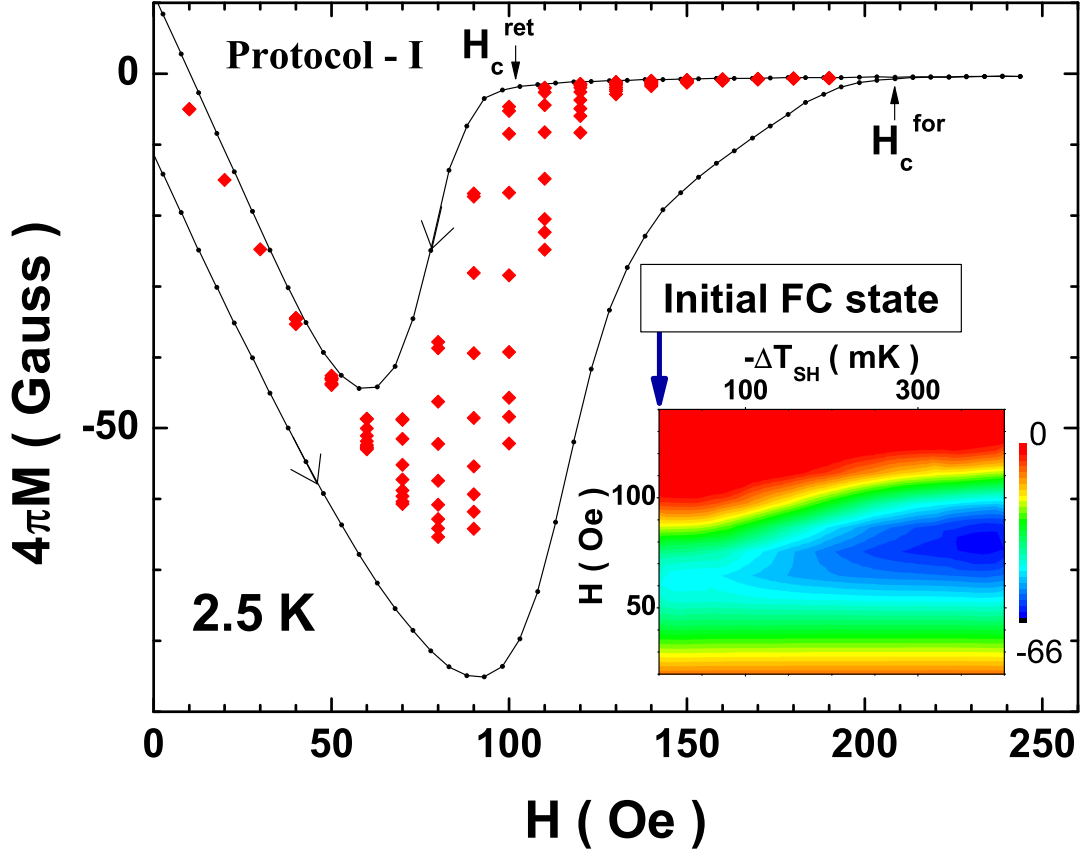 Protocol - I
H_c^ret
H_c^for
0
-50
4πM ( Gauss )
2.5 K
0 50 100 150 200 250
H ( Oe )
Initial FC state
-ΔT_SH ( mK )
100 300
100
50
H ( Oe )
0
-66